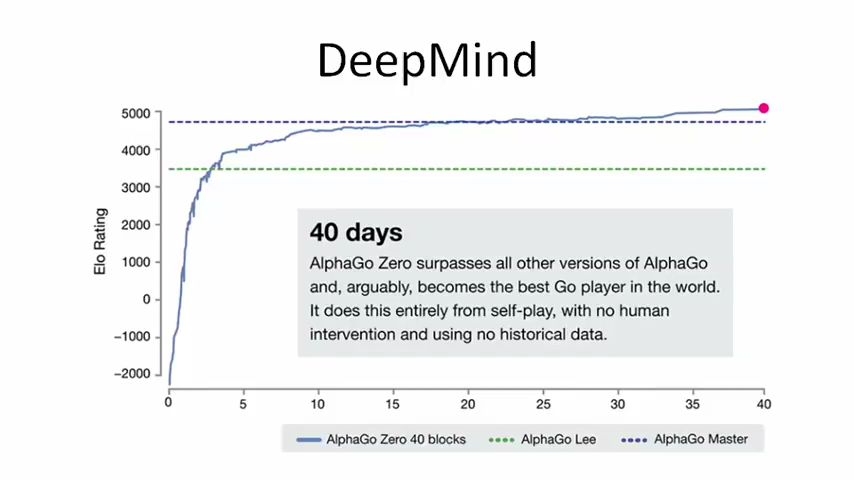 DeepMind
5000
4000
3000
2000
1000
0
−1000
−2000
Elo Rating
40 days
AlphaGo Zero surpasses all other versions of AlphaGo
and, arguably, becomes the best Go player in the world.
It does this entirely from self-play, with no human
intervention and using no historical data.
0 5 10 15 20 25 30 35 40
AlphaGo Zero 40 blocks AlphaGo Lee AlphaGo Master